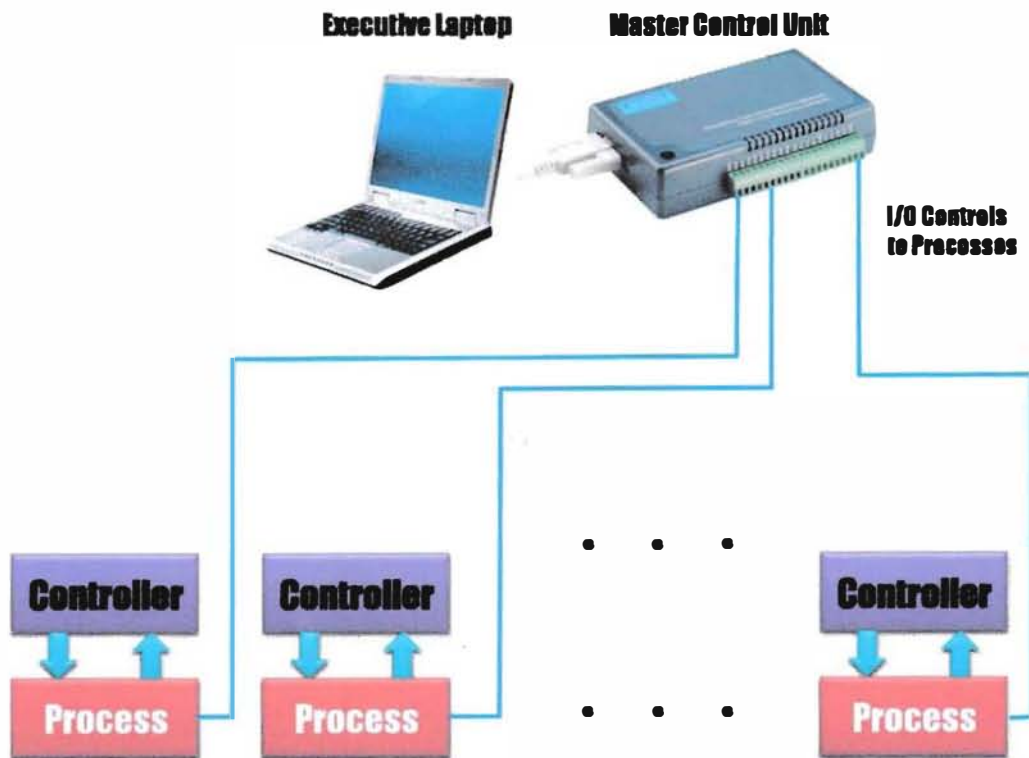 Executive Laptop
Master Control Unit
I/O Controls
to Processes
Controller
Controller
Controller
Process
Process
Process